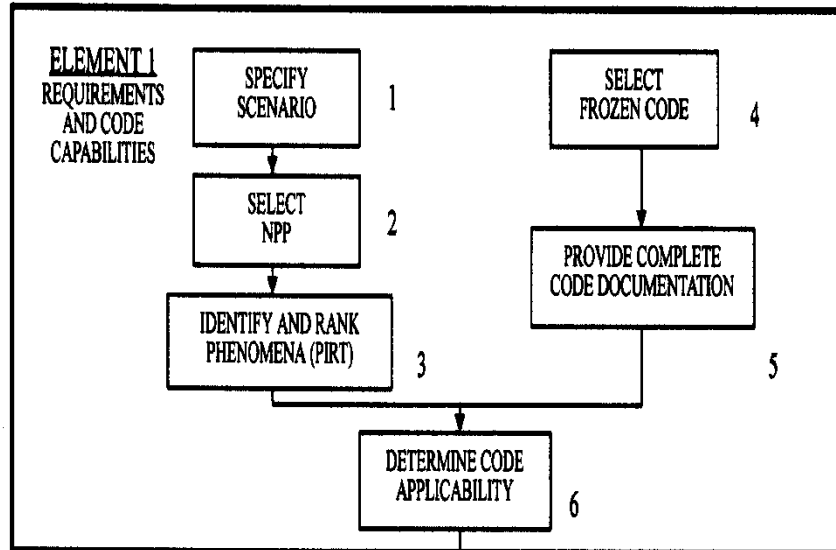 ELEMENT 1
REQUIREMENTS
AND CODE
CAPABILITIES
SPECIFY
SCENARIO
1
SELECT
NPP
2
IDENTIFY AND RANK
PHENOMENA (PIRT)
3
SELECT
FROZEN CODE
4
PROVIDE COMPLETE
CODE DOCUMENTATION
5
DETERMINE CODE
APPLICABILITY
6